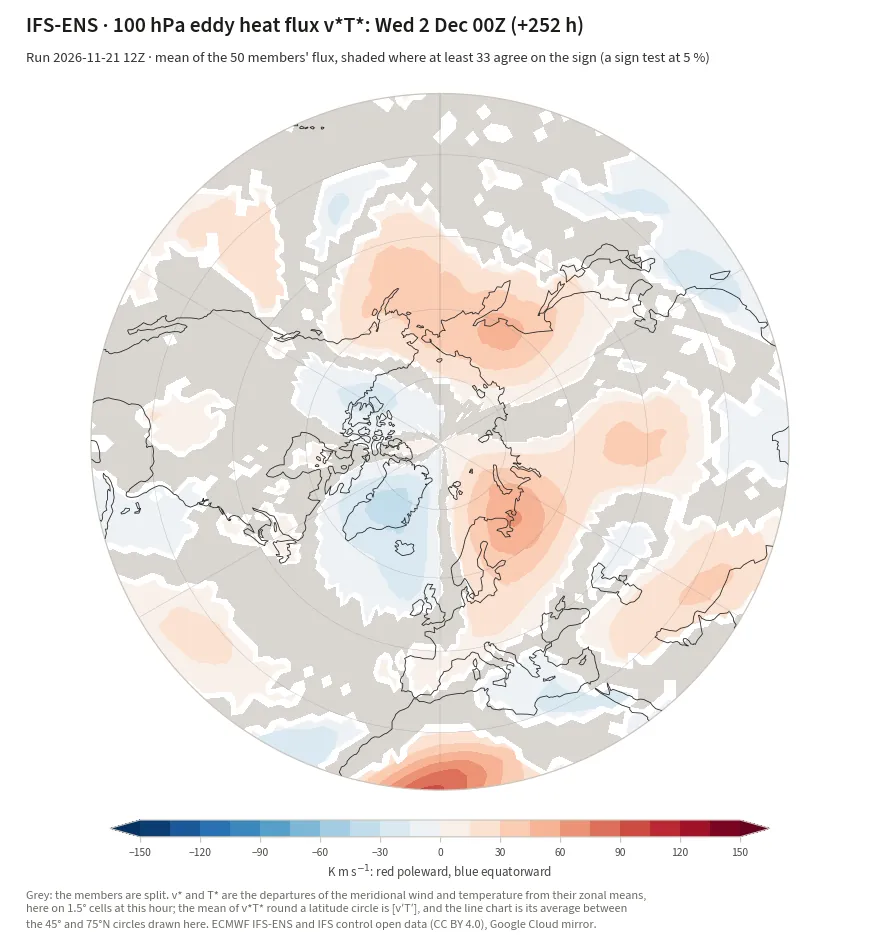 IFS-ENS · 100 hPa eddy heat flux v*T*: Wed 2 Dec 00Z (+252 h)
Run 2026-11-21 12Z · mean of the 50 members' flux, shaded where at least 33 agree on the sign (a sign test at 5 %)
−150 −120 −90 −60 −30 0 30 60 90 120 150
K m s⁻¹: red poleward, blue equatorward
Grey: the members are split. v* and T* are the departures of the meridional wind and temperature from their zonal means,
here on 1.5° cells at this hour; the mean of v*T* round a latitude circle is [v'T'], and the line chart is its average between
the 45° and 75°N circles drawn here. ECMWF IFS-ENS and IFS control open data (CC BY 4.0), Google Cloud mirror.